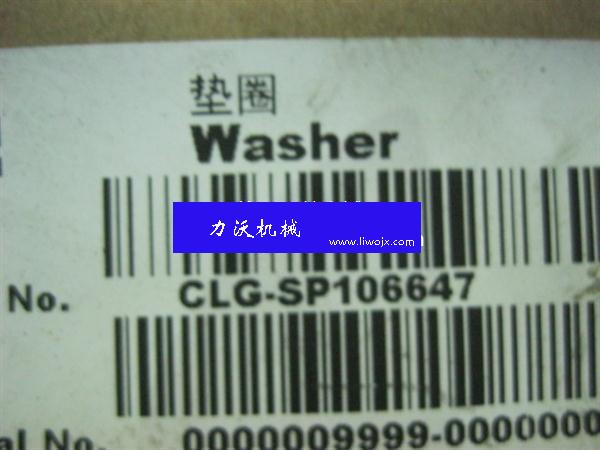 垫圈
Washer
力沃机械
www.liwojx.com
No. CLG-SP106647
al No. 0000009999-0000000